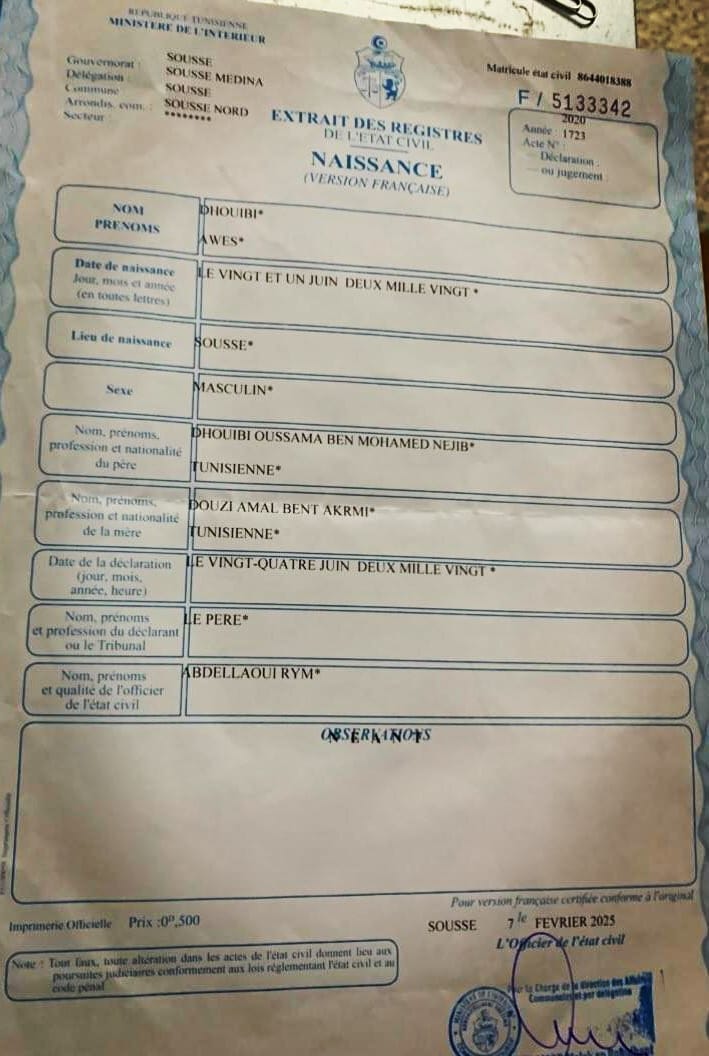 REPUBLIQUE TUNISIENNE
MINISTERE DE L'INTERIEUR
Gouvernorat : SOUSSE
Délégation : SOUSSE MEDINA
Commune : SOUSSE
Arrondis. com. : SOUSSE NORD
Secteur : ********
EXTRAIT DES REGISTRES
DE L'ETAT CIVIL
NAISSANCE
(VERSION FRANÇAISE)
Matricule état civil 8644018388
F / 5133342
Année : 2020
Acte N° : 1723
— Déclaration .
— ou jugement
NOM
PRENOMS
DHOUIBI*
AWES*
Date de naissance
Jour, mois et année
(en toutes lettres)
LE VINGT ET UN JUIN DEUX MILLE VINGT *
Lieu de naissance
SOUSSE*
Sexe
MASCULIN*
Nom, prénoms,
profession et nationalité
du père
DHOUIBI OUSSAMA BEN MOHAMED NEJIB*
TUNISIENNE*
Nom, prénoms,
profession et nationalité
de la mère
DOUZI AMAL BENT AKRMI*
TUNISIENNE*
Date de la déclaration
(jour, mois,
année, heure)
LE VINGT-QUATRE JUIN DEUX MILLE VINGT *
Nom, prénoms
et profession du déclarant
ou le Tribunal
LE PERE*
Nom, prénoms
et qualité de l'officier
de l'état civil
ABDELLAOUI RYM*
OBSERVATIONS
N E A N T
Pour version française certifiée conforme à l'original
Imprimerie Officielle Prix :0ᴰ,500
SOUSSE 7 le FEVRIER 2025
L'Officier de l'état civil
Note : Tout faux, toute altération dans les actes de l'état civil donnent lieu aux
poursuites judiciaires conformement aux lois réglementant l'état civil et au
code pénal